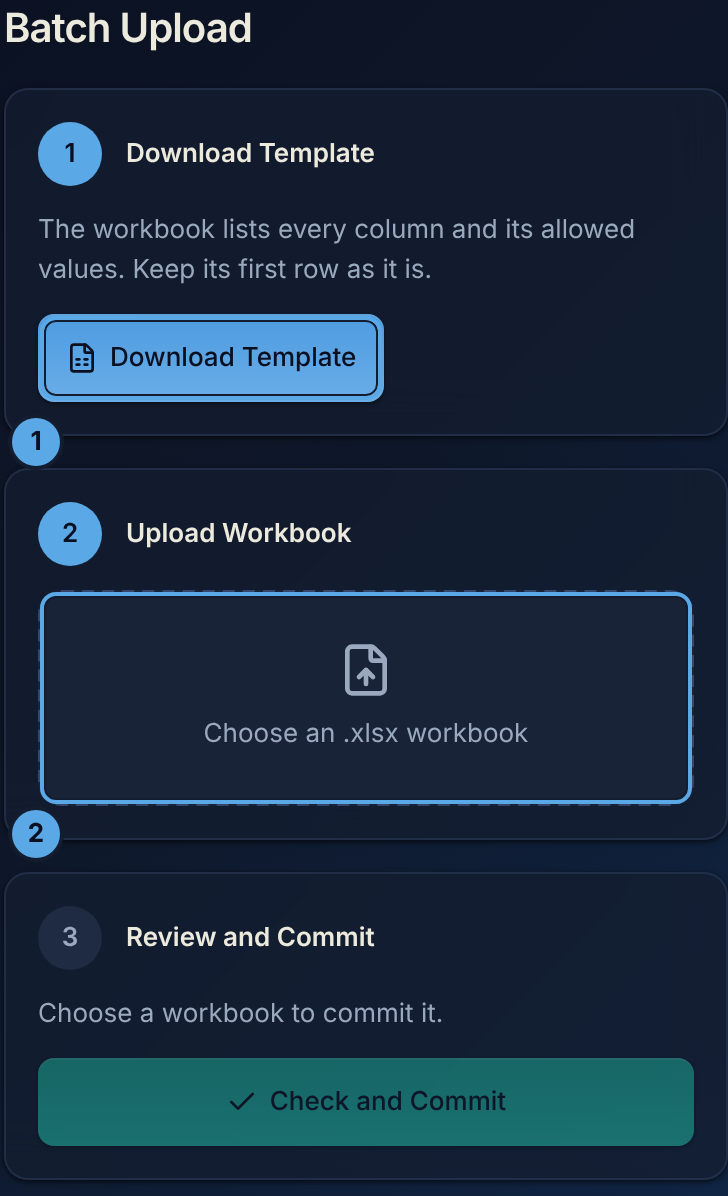 Batch Upload
1
Download Template
The workbook lists every column and its allowed
values. Keep its first row as it is.
Download Template
1
2
Upload Workbook
Choose an .xlsx workbook
2
3
Review and Commit
Choose a workbook to commit it.
Check and Commit